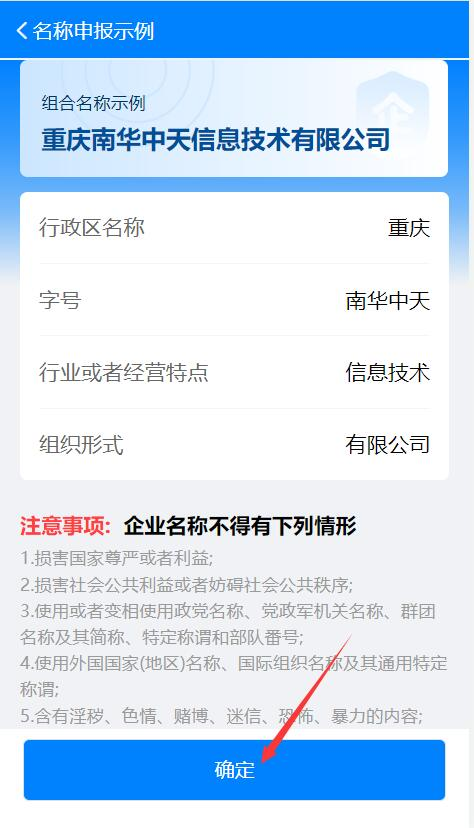 名称申报示例
组合名称示例
重庆南华中天信息技术有限公司
行政区名称 重庆
字号 南华中天
行业或者经营特点 信息技术
组织形式 有限公司
注意事项: 企业名称不得有下列情形
1.损害国家尊严或者利益;
2.损害社会公共利益或者妨碍社会公共秩序;
3.使用或者变相使用政党名称、党政军机关名称、群团
名称及其简称、特定称谓和部队番号;
4.使用外国国家(地区)名称、国际组织名称及其通用特定
称谓;
5.含有淫秽、色情、赌博、迷信、恐怖、暴力的内容;
确定
企